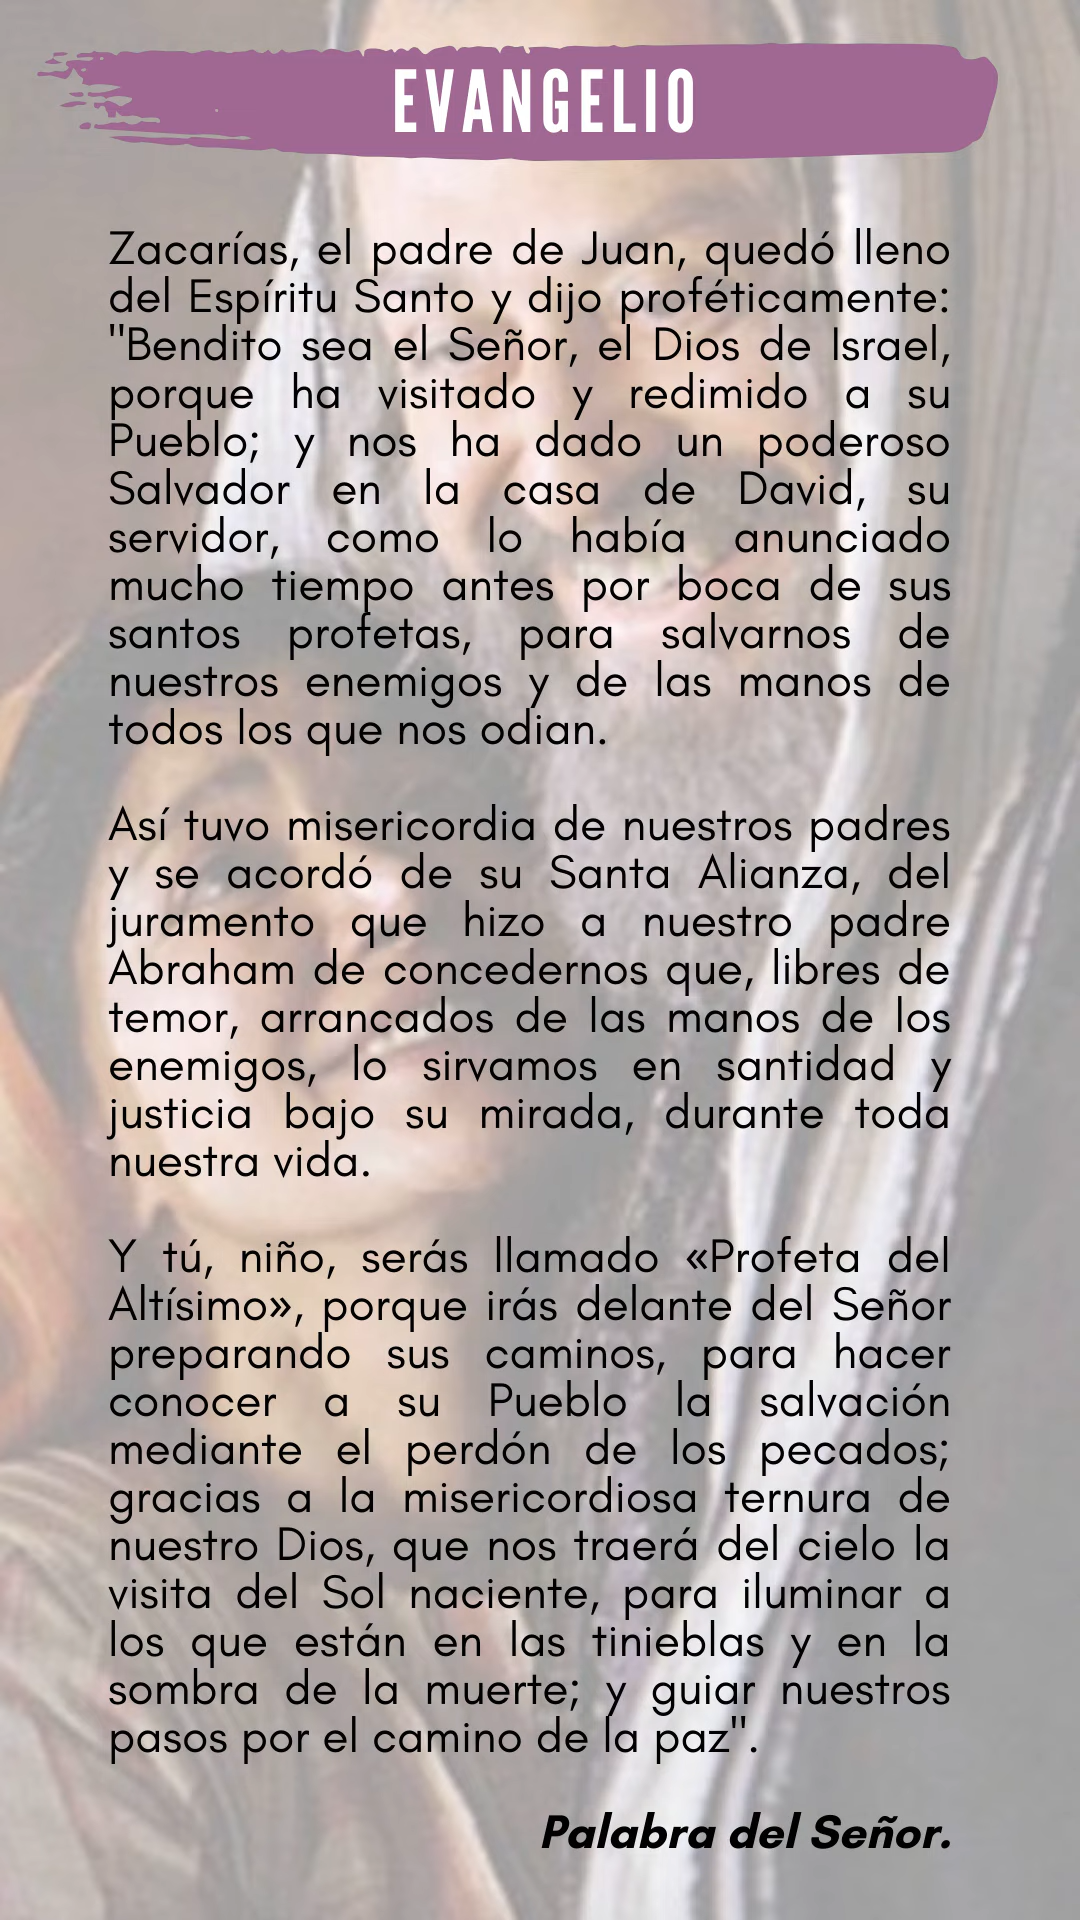 EVANGELIO
Zacarías, el padre de Juan, quedó lleno
del Espíritu Santo y dijo proféticamente:
"Bendito sea el Señor, el Dios de Israel,
porque ha visitado y redimido a su
Pueblo; y nos ha dado un poderoso
Salvador en la casa de David, su
servidor, como lo había anunciado
mucho tiempo antes por boca de sus
santos profetas, para salvarnos de
nuestros enemigos y de las manos de
todos los que nos odian.
Así tuvo misericordia de nuestros padres
y se acordó de su Santa Alianza, del
juramento que hizo a nuestro padre
Abraham de concedernos que, libres de
temor, arrancados de las manos de los
enemigos, lo sirvamos en santidad y
justicia bajo su mirada, durante toda
nuestra vida.
Y tú, niño, serás llamado «Profeta del
Altísimo», porque irás delante del Señor
preparando sus caminos, para hacer
conocer a su Pueblo la salvación
mediante el perdón de los pecados;
gracias a la misericordiosa ternura de
nuestro Dios, que nos traerá del cielo la
visita del Sol naciente, para iluminar a
los que están en las tinieblas y en la
sombra de la muerte; y guiar nuestros
pasos por el camino de la paz".
Palabra del Señor.